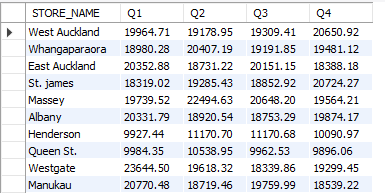 STORE_NAME Q1 Q2 Q3 Q4
West Auckland 19964.71 19178.95 19309.41 20650.92
Whangaparaora 18980.28 20407.19 19191.85 19481.12
East Auckland 20352.88 18731.22 20151.15 18388.18
St. james 18319.02 19285.43 18852.92 20724.27
Massey 19739.52 22494.63 20648.20 19564.21
Albany 20331.79 18920.54 18753.29 19874.17
Henderson 9927.44 11170.70 11170.68 10090.97
Queen St. 9984.35 10538.95 9962.53 9896.06
Westgate 23644.50 19618.32 18339.86 19299.45
Manukau 20770.48 18719.46 19759.99 18539.22